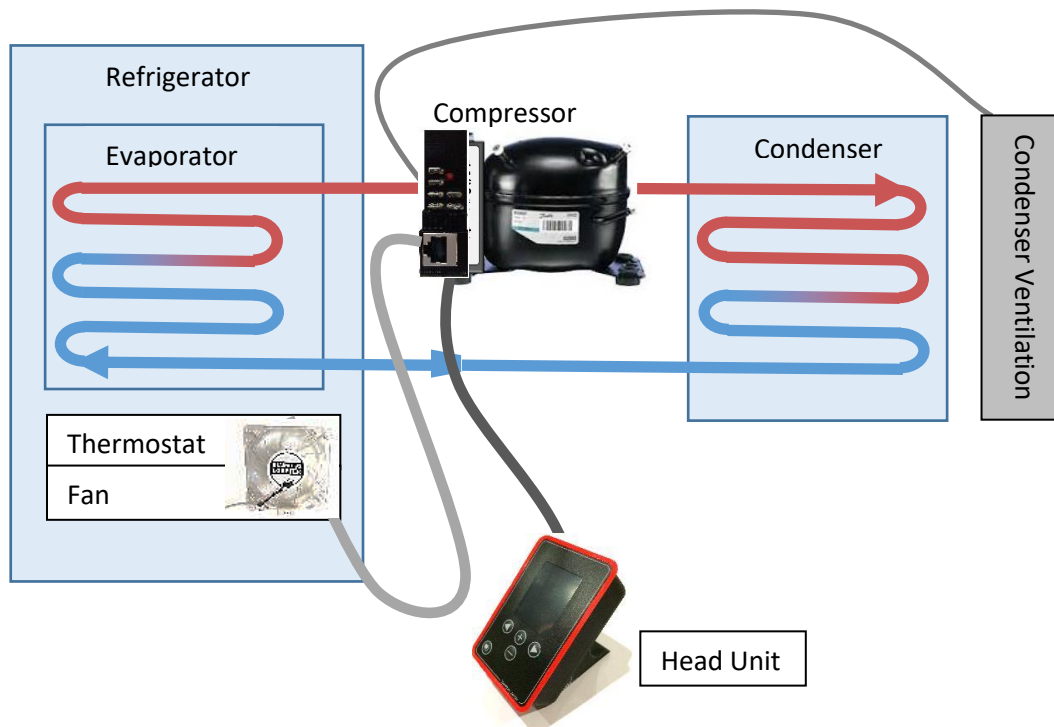 Refrigerator
Compressor
Evaporator
Condenser
Condenser Ventilation
Thermostat
Fan
Head Unit